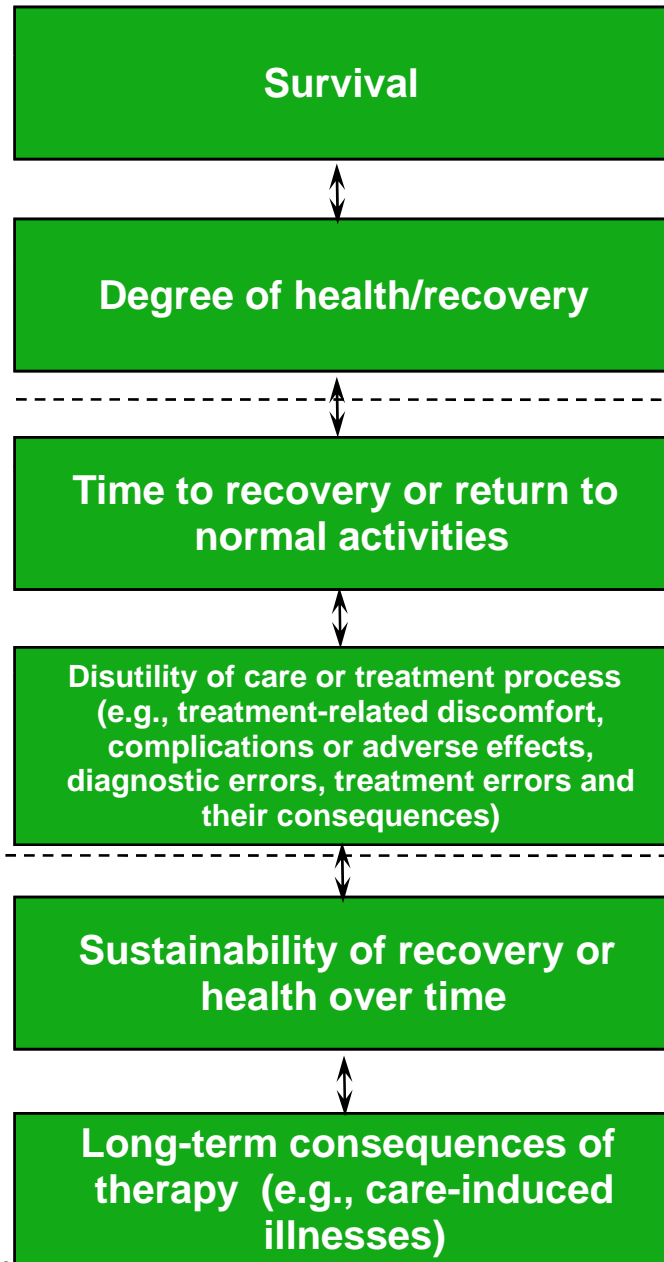 Survival
Degree of health/recovery
Time to recovery or return to
normal activities
Disutility of care or treatment process
(e.g., treatment-related discomfort,
complications or adverse effects,
diagnostic errors, treatment errors and
their consequences)
Sustainability of recovery or
health over time
Long-term consequences of
therapy (e.g., care-induced
illnesses)